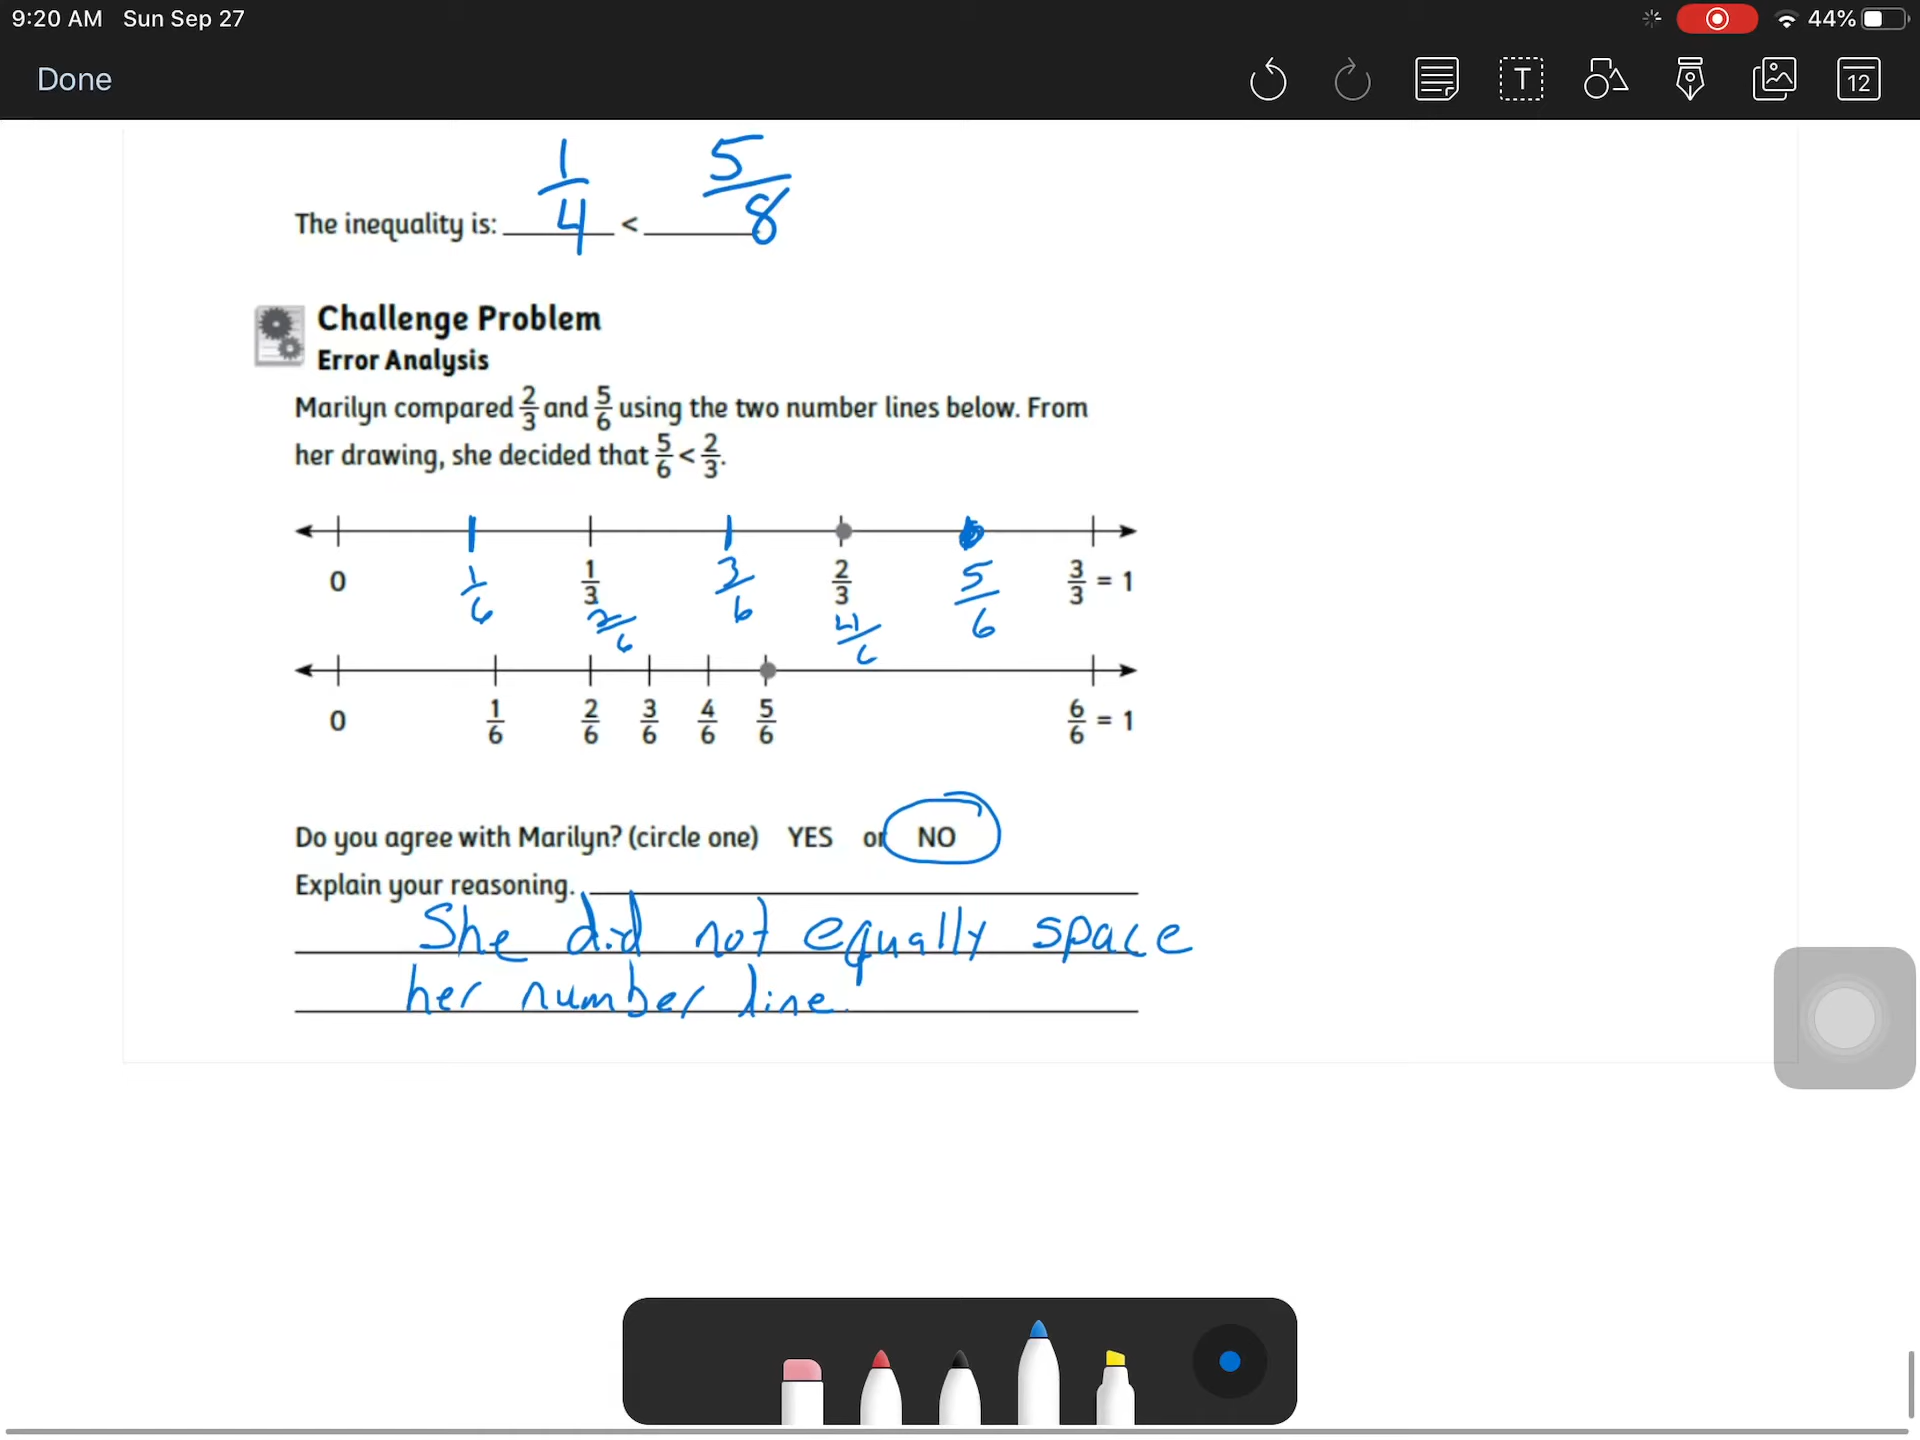 9:20 AM Sun Sep 27 44%
Done T 12
The inequality is: 1/4 < 5/8
Challenge Problem
Error Analysis
Marilyn compared 2/3 and 5/6 using the two number lines below. From
her drawing, she decided that 5/6 < 2/3.
0 1/6 1/3 3/6 2/3 5/6 3/3 = 1
2/6 4/6
0 1/6 2/6 3/6 4/6 5/6 6/6 = 1
Do you agree with Marilyn? (circle one) YES or NO
Explain your reasoning.
She did not equally space
her number line.